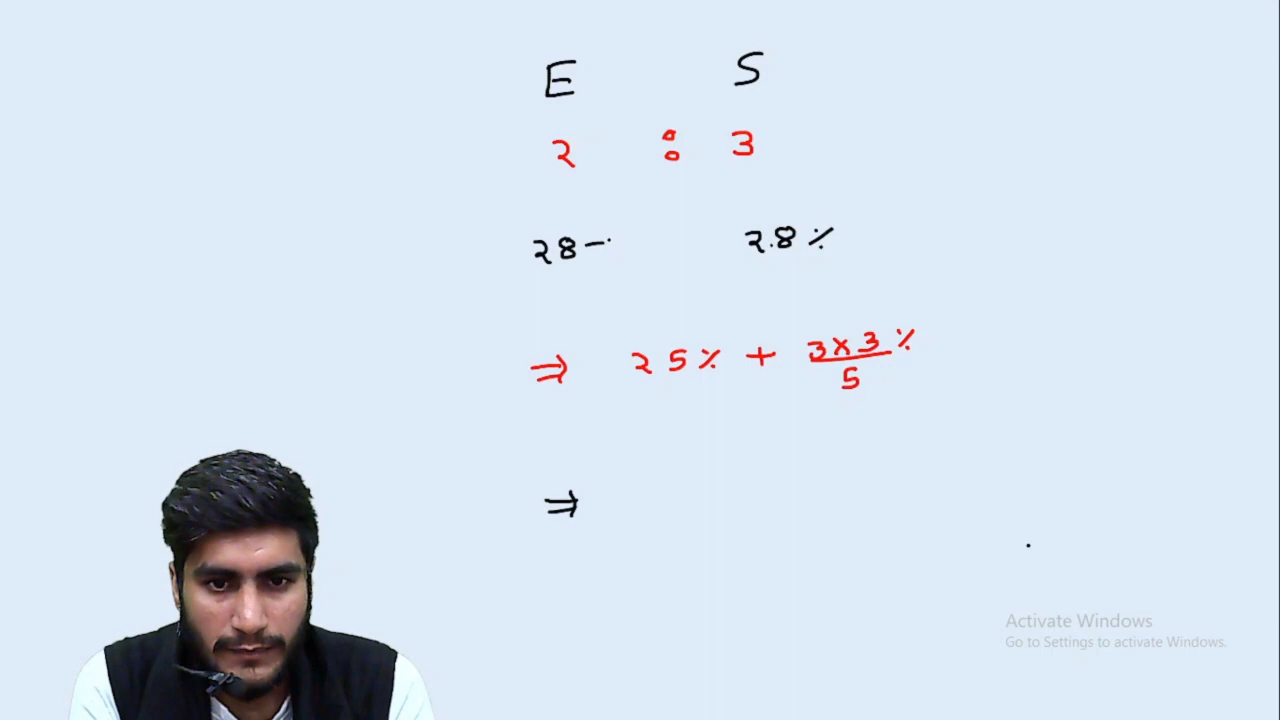 E S
2 : 3
28- 28%
⇒ 25% + 3×3%
5
⇒
Activate Windows
Go to Settings to activate Windows.